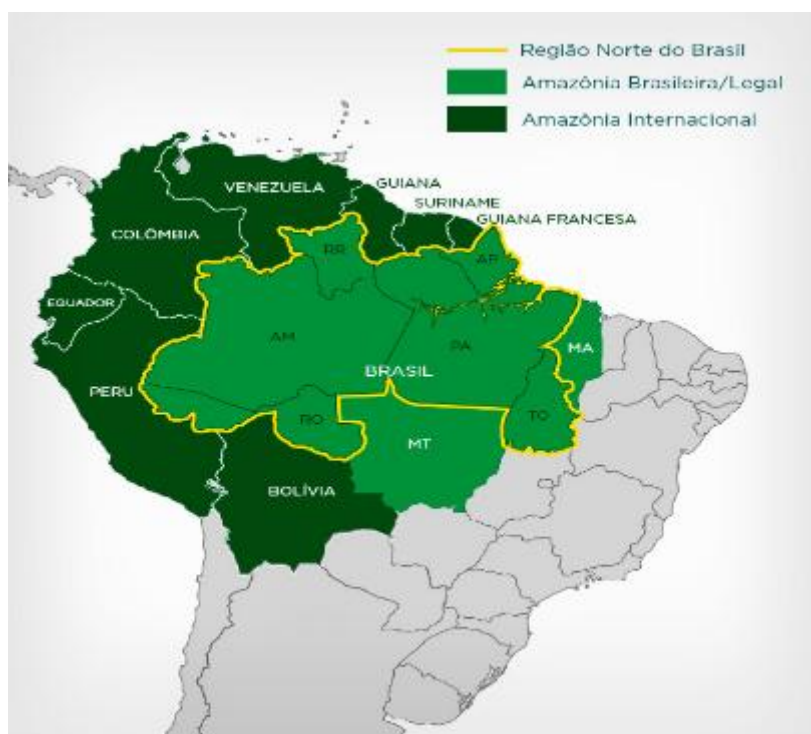 Região Norte do Brasil
Amazônia Brasileira/Legal
Amazônia Internacional
VENEZUELA
GUIANA
SURINAME
GUIANA FRANCESA
COLÔMBIA
RR
AP
EQUADOR
AM
PA
MA
PERU
BRASIL
RO
TO
MT
BOLÍVIA